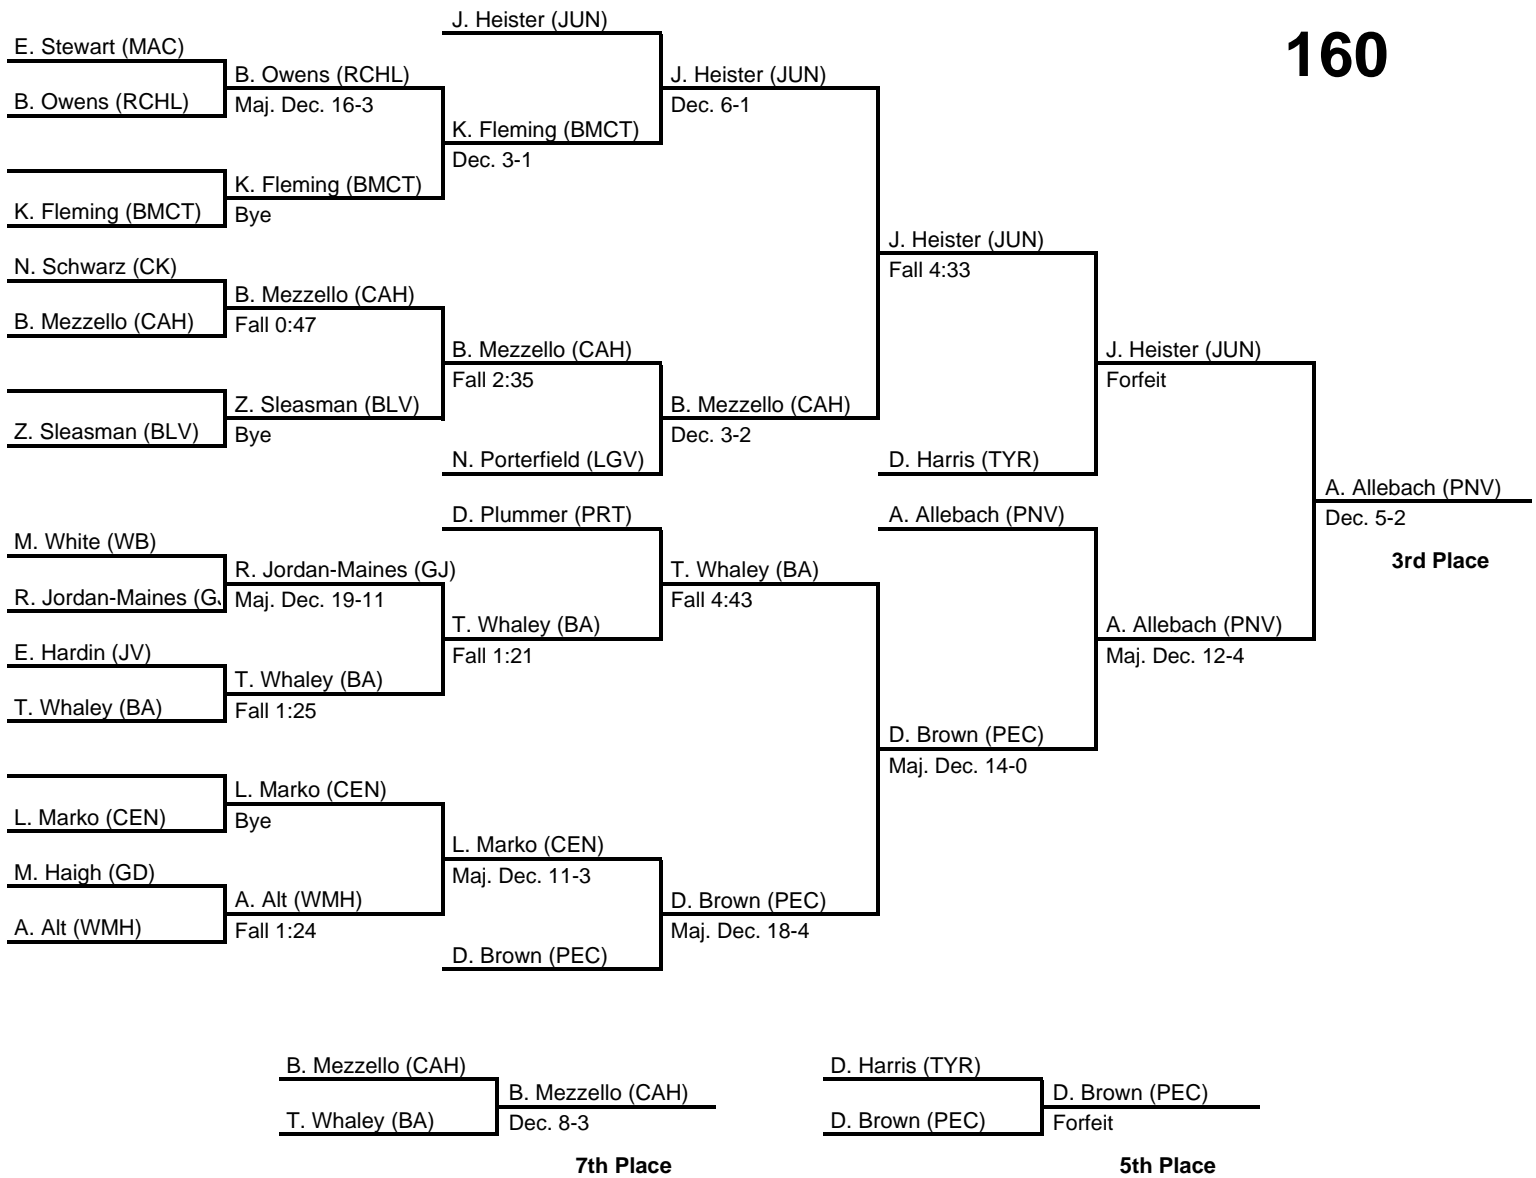 J. Heister (JUN)
160
E. Stewart (MAC)
B. Owens (RCHL)
J. Heister (JUN)
B. Owens (RCHL)
Maj. Dec. 16-3
Dec. 6-1
K. Fleming (BMCT)
Dec. 3-1
K. Fleming (BMCT)
K. Fleming (BMCT)
Bye
J. Heister (JUN)
N. Schwarz (CK)
Fall 4:33
B. Mezzello (CAH)
B. Mezzello (CAH)
Fall 0:47
B. Mezzello (CAH)
J. Heister (JUN)
Fall 2:35
Forfeit
Z. Sleasman (BLV)
B. Mezzello (CAH)
Z. Sleasman (BLV)
Bye
Dec. 3-2
N. Porterfield (LGV)
D. Harris (TYR)
A. Allebach (PNV)
D. Plummer (PRT)
A. Allebach (PNV)
Dec. 5-2
M. White (WB)
3rd Place
R. Jordan-Maines (GJ)
T. Whaley (BA)
R. Jordan-Maines (G
Maj. Dec. 19-11
Fall 4:43
T. Whaley (BA)
A. Allebach (PNV)
E. Hardin (JV)
Fall 1:21
Maj. Dec. 12-4
T. Whaley (BA)
T. Whaley (BA)
Fall 1:25
D. Brown (PEC)
Maj. Dec. 14-0
L. Marko (CEN)
L. Marko (CEN)
Bye
L. Marko (CEN)
M. Haigh (GD)
Maj. Dec. 11-3
A. Alt (WMH)
D. Brown (PEC)
A. Alt (WMH)
Fall 1:24
Maj. Dec. 18-4
D. Brown (PEC)
B. Mezzello (CAH)
D. Harris (TYR)
B. Mezzello (CAH)
D. Brown (PEC)
T. Whaley (BA)
Dec. 8-3
D. Brown (PEC)
Forfeit
7th Place
5th Place